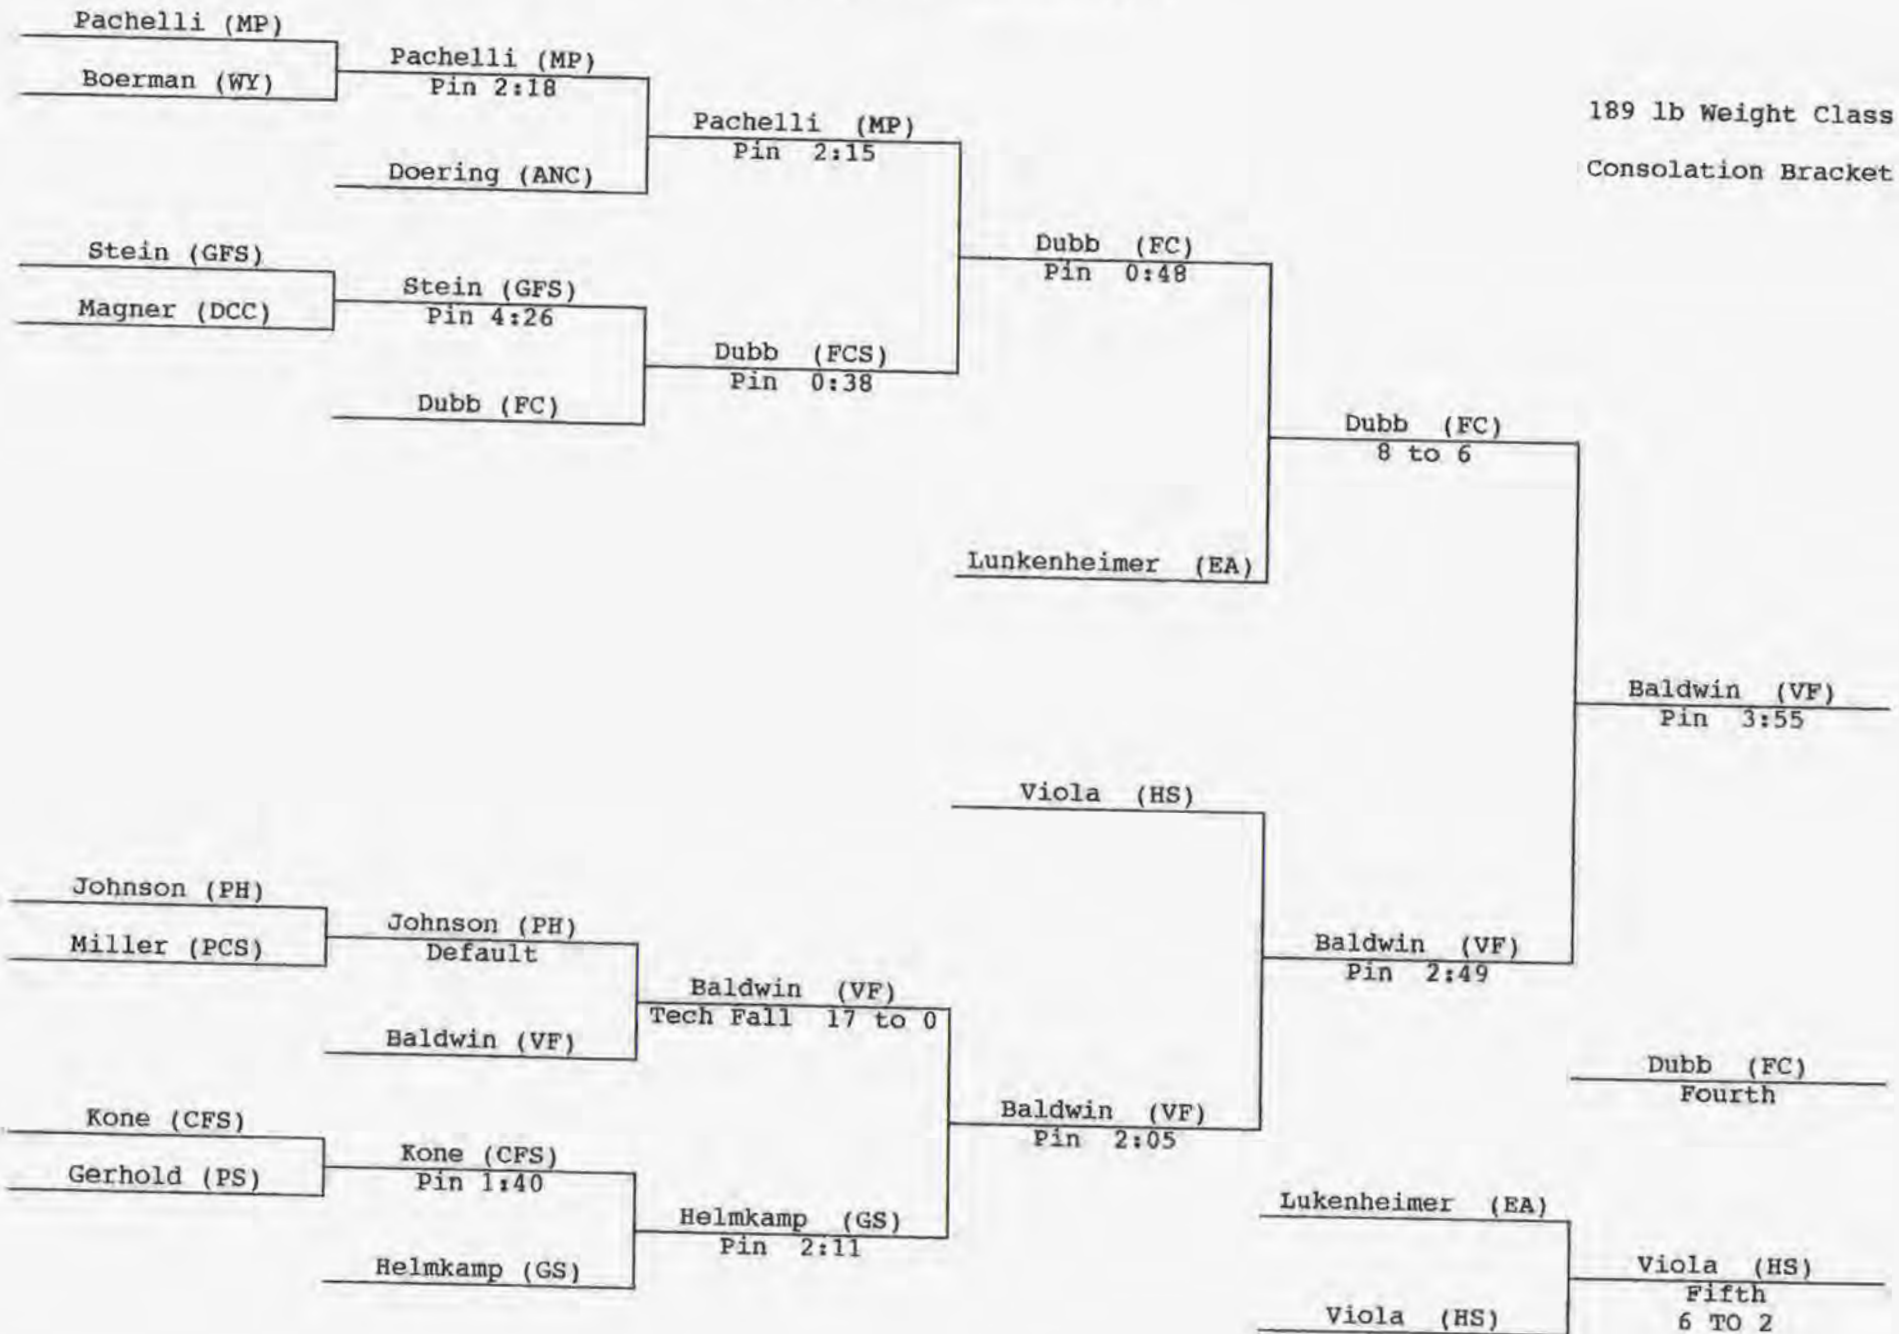 Pachelli (MP)
Boerman (WY)
Pachelli (MP)
Pin 2:18
Doering (ANC)
Pachelli (MP)
Pin 2:15
189 lb Weight Class
Consolation Bracket
Stein (GFS)
Magner (DCC)
Stein (GFS)
Pin 4:26
Dubb (FC)
Dubb (FCS)
Pin 0:38
Dubb (FC)
Pin 0:48
Lunkenheimer (EA)
Dubb (FC)
8 to 6
Baldwin (VF)
Pin 3:55
Viola (HS)
Johnson (PH)
Miller (PCS)
Johnson (PH)
Default
Baldwin (VF)
Baldwin (VF)
Tech Fall 17 to 0
Baldwin (VF)
Pin 2:49
Kone (CFS)
Gerhold (PS)
Kone (CFS)
Pin 1:40
Helmkamp (GS)
Helmkamp (GS)
Pin 2:11
Baldwin (VF)
Pin 2:05
Dubb (FC)
Fourth
Lukenheimer (EA)
Viola (HS)
Viola (HS)
Fifth
6 TO 2